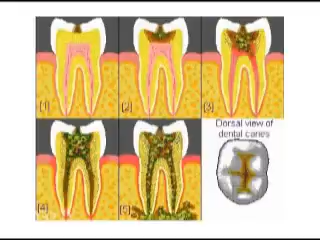 [1]
[2]
[3]
Dorsal view of
dental caries
[4]
[5]